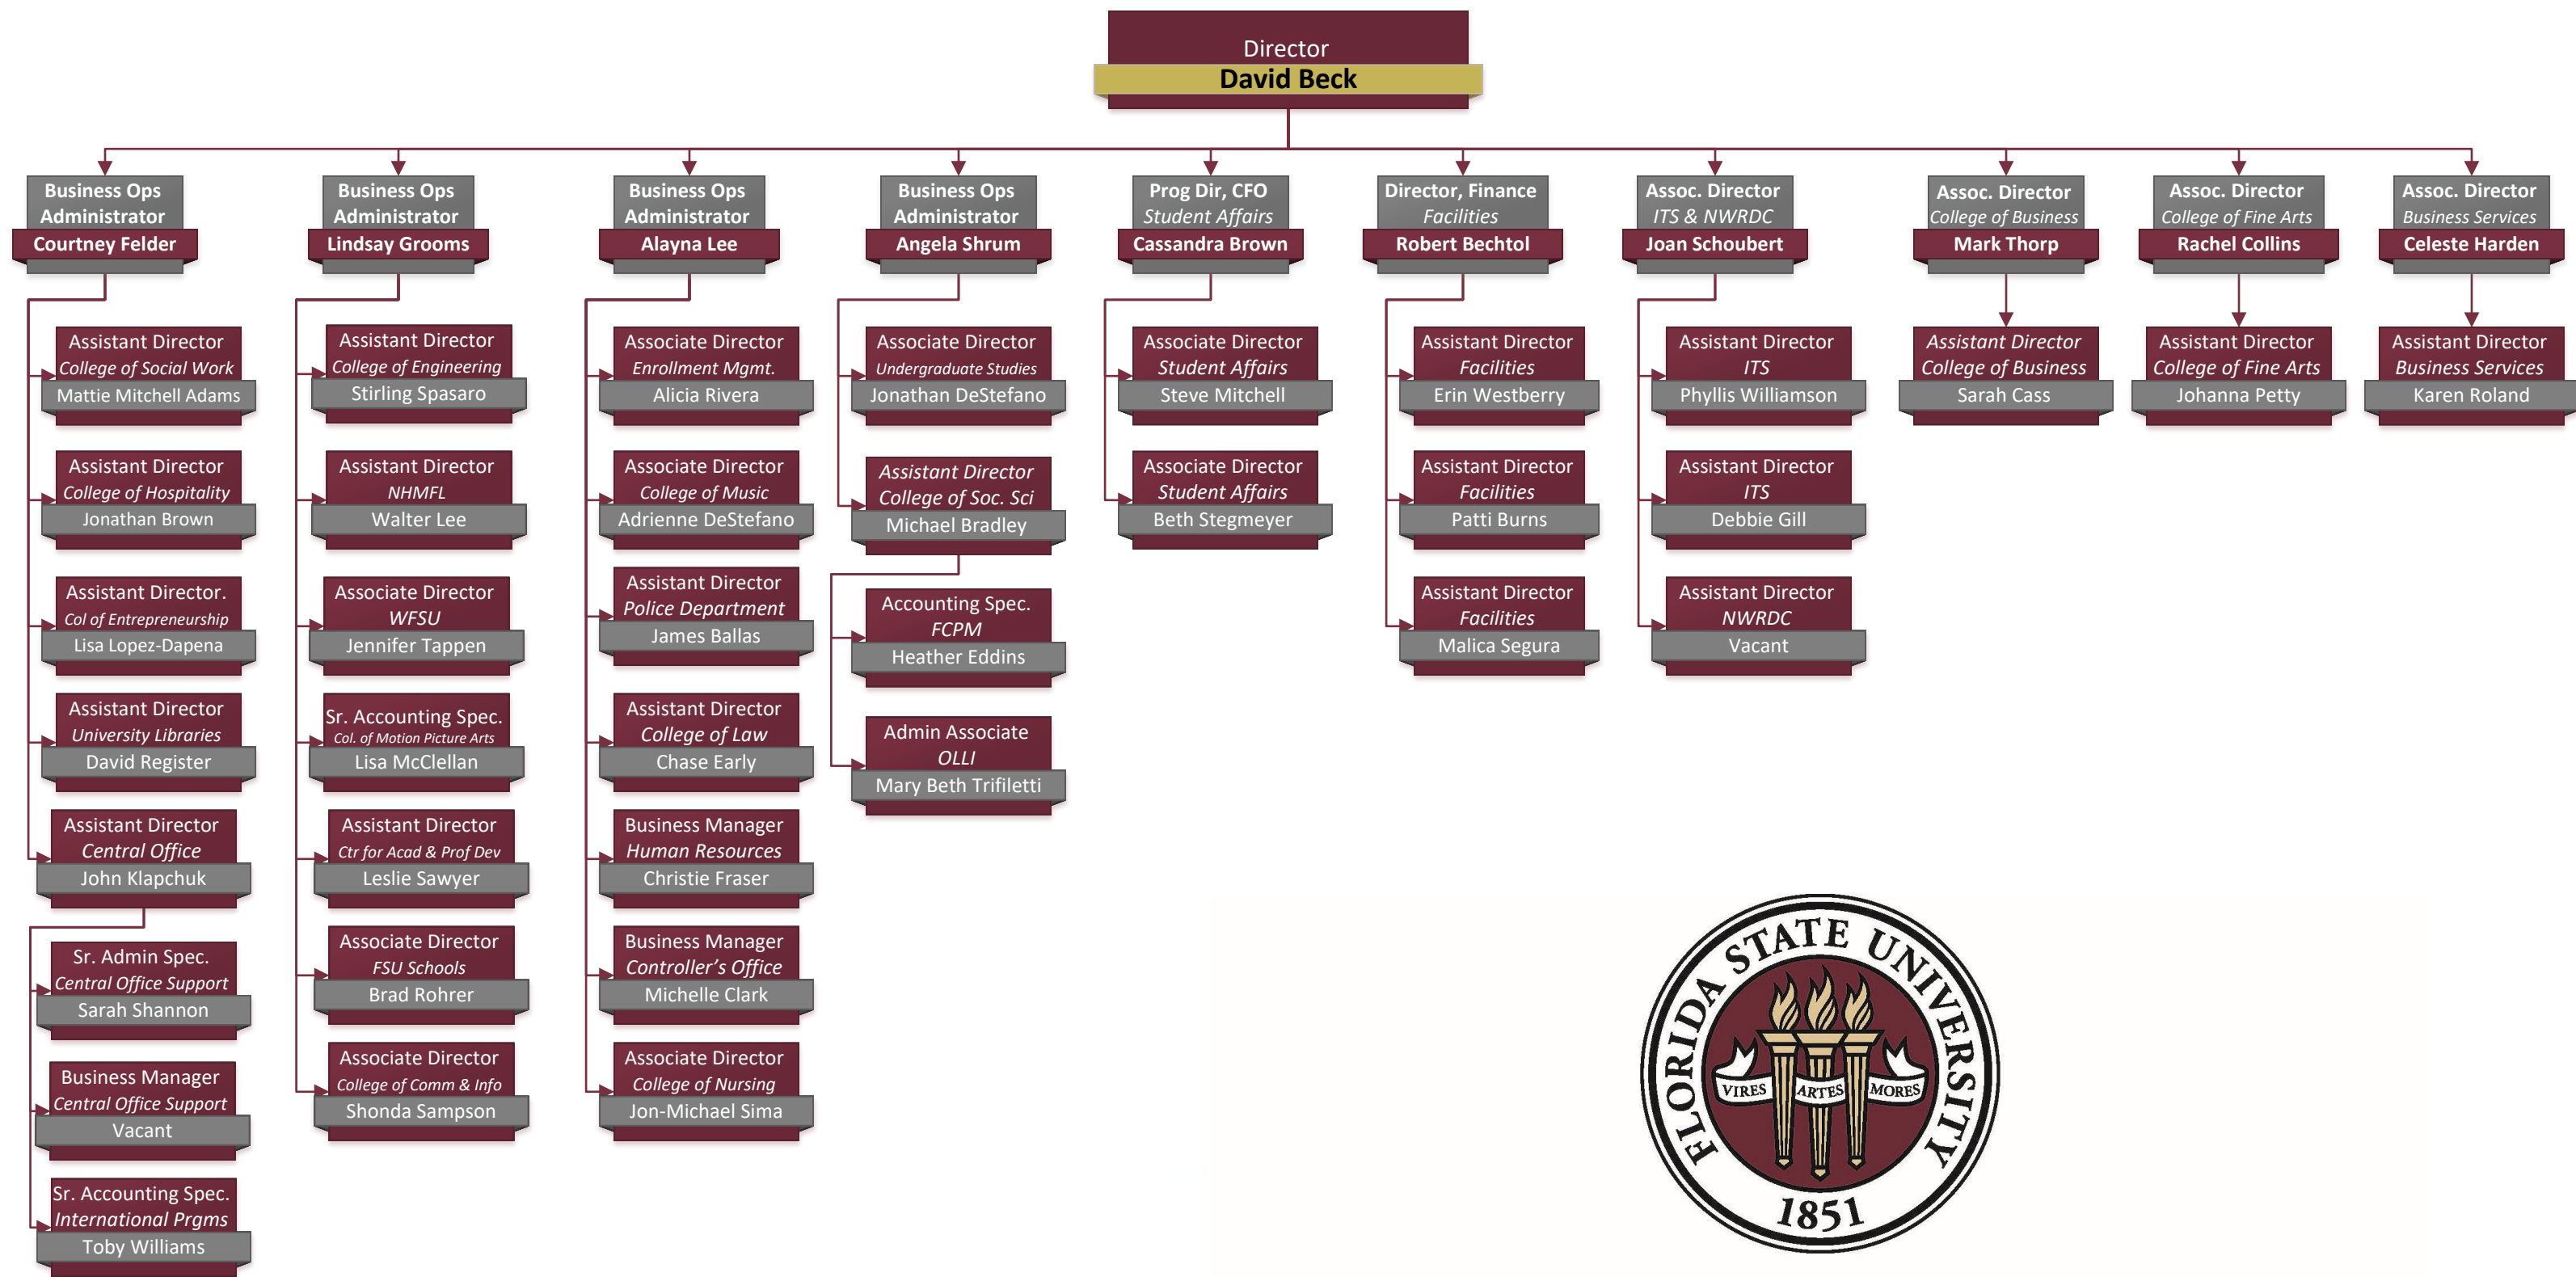 Director
David Beck
Business Ops
Administrator
Courtney Felder
Assistant Director
College of Social Work
Mattie Mitchell Adams
Assistant Director
College of Hospitality
Jonathan Brown
Assistant Director.
Col of Entrepreneurship
Lisa Lopez-Dapena
Assistant Director
University Libraries
David Register
Assistant Director
Central Office
John Klapchuk
Sr. Admin Spec.
Central Office Support
Sarah Shannon
Business Manager
Central Office Support
Vacant
Sr. Accounting Spec.
International Prgms
Toby Williams
Business Ops
Administrator
Lindsay Grooms
Assistant Director
College of Engineering
Stirling Spasaro
Assistant Director
NHMFL
Walter Lee
Associate Director
WFSU
Jennifer Tappen
Sr. Accounting Spec.
Col. of Motion Picture Arts
Lisa McClellan
Assistant Director
Ctr for Acad & Prof Dev
Leslie Sawyer
Associate Director
FSU Schools
Brad Rohrer
Associate Director
College of Comm & Info
Shonda Sampson
Business Ops
Administrator
Alayna Lee
Associate Director
Enrollment Mgmt.
Alicia Rivera
Associate Director
College of Music
Adrienne DeStefano
Assistant Director
Police Department
James Ballas
Assistant Director
College of Law
Chase Early
Business Manager
Human Resources
Christie Fraser
Business Manager
Controller's Office
Michelle Clark
Associate Director
College of Nursing
Jon-Michael Sima
Business Ops
Administrator
Angela Shrum
Associate Director
Undergraduate Studies
Jonathan DeStefano
Assistant Director
College of Soc. Sci
Michael Bradley
Accounting Spec.
FCPM
Heather Eddins
Admin Associate
OLLI
Mary Beth Trifiletti
Prog Dir, CFO
Student Affairs
Cassandra Brown
Associate Director
Student Affairs
Steve Mitchell
Associate Director
Student Affairs
Beth Stegmeyer
Director, Finance
Facilities
Robert Bechtol
Assistant Director
Facilities
Erin Westberry
Assistant Director
Facilities
Patti Burns
Assistant Director
Facilities
Malica Segura
Assoc. Director
ITS & NWRDC
Joan Schoubert
Assistant Director
ITS
Phyllis Williamson
Assistant Director
ITS
Debbie Gill
Assistant Director
NWRDC
Vacant
Assoc. Director
College of Business
Mark Thorp
Assistant Director
College of Business
Sarah Cass
Assoc. Director
College of Fine Arts
Rachel Collins
Assistant Director
College of Fine Arts
Johanna Petty
Assoc. Director
Business Services
Celeste Harden
Assistant Director
Business Services
Karen Roland
FLORIDA STATE UNIVERSITY
VIRES ARTES MORES
1851